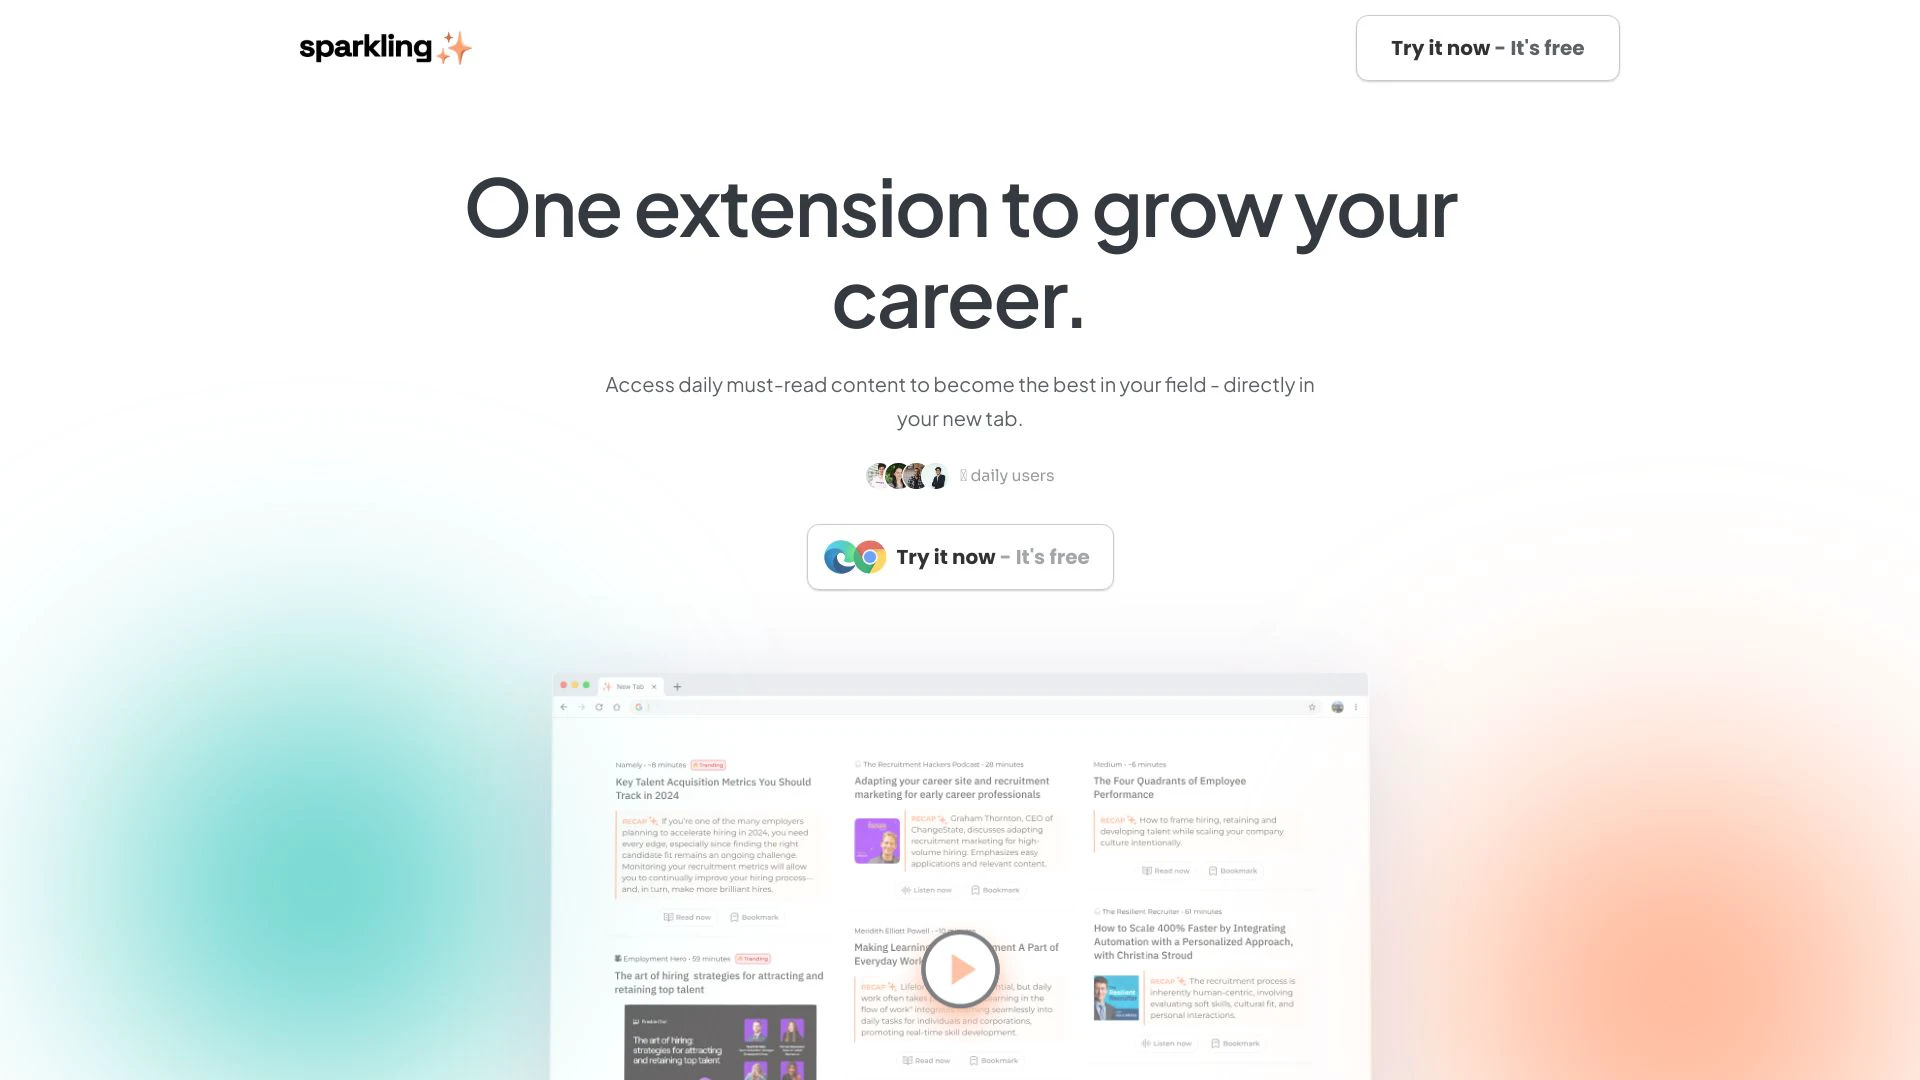 sparkling
Try it now - It's free
One extension to grow your
career.
Access daily must-read content to become the best in your field - directly in
your new tab.
daily users
Try it now - It's free
New Tab
Namely • ~8 minutes Trending
Key Talent Acquisition Metrics You Should
Track in 2024
RECAP If you're one of the many employers
planning to accelerate hiring in 2024, you need
every edge, especially since finding the right
candidate fit remains an ongoing challenge.
Monitoring your recruitment metrics will allow
you to continually improve your hiring process—
and, in turn, make more brilliant hires.
Read now Bookmark
Employment Hero • 59 minutes Trending
The art of hiring strategies for attracting and
retaining top talent
The art of hiring:
strategies for attracting
and retaining top talent
The Recruitment Hackers Podcast • 28 minutes
Adapting your career site and recruitment
marketing for early career professionals
RECAP Graham Thornton, CEO of
ChangeState, discusses adapting
recruitment marketing for high-
volume hiring. Emphasizes easy
applications and relevant content.
Listen now Bookmark
Meridith Elliott Powell • ~10 minutes
Making Learning ment A Part of
Everyday Work
RECAP Lifelo ntial, but daily
work often takes learning in the
flow of work" integrates learning seamlessly into
daily tasks for individuals and corporations,
promoting real-time skill development.
Read now Bookmark
Medium • ~6 minutes
The Four Quadrants of Employee
Performance
RECAP How to frame hiring, retaining and
developing talent while scaling your company
culture intentionally.
Read now Bookmark
The Resilient Recruiter • 61 minutes
How to Scale 400% Faster by Integrating
Automation with a Personalized Approach,
with Christina Stroud
Resilient
Recruiter
RECAP The recruitment process is
inherently human-centric, involving
evaluating soft skills, cultural fit, and
personal interactions.
Listen now Bookmark